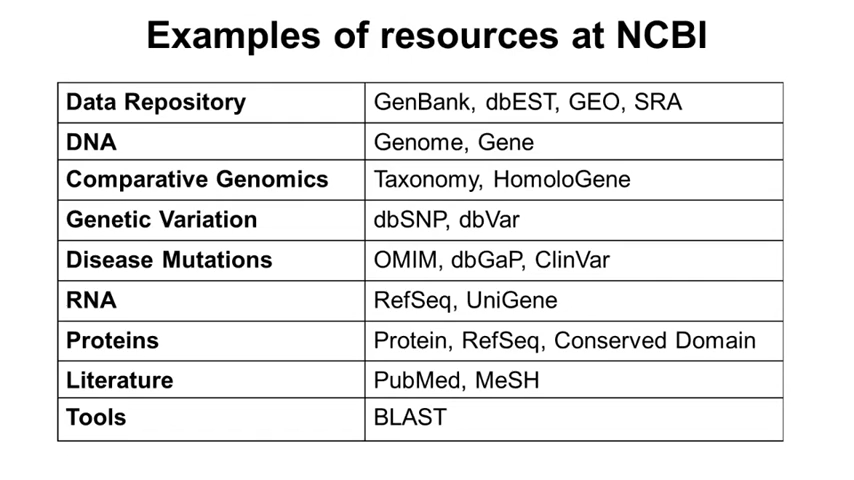 Examples of resources at NCBI
Data Repository GenBank, dbEST, GEO, SRA
DNA Genome, Gene
Comparative Genomics Taxonomy, HomoloGene
Genetic Variation dbSNP, dbVar
Disease Mutations OMIM, dbGaP, ClinVar
RNA RefSeq, UniGene
Proteins Protein, RefSeq, Conserved Domain
Literature PubMed, MeSH
Tools BLAST